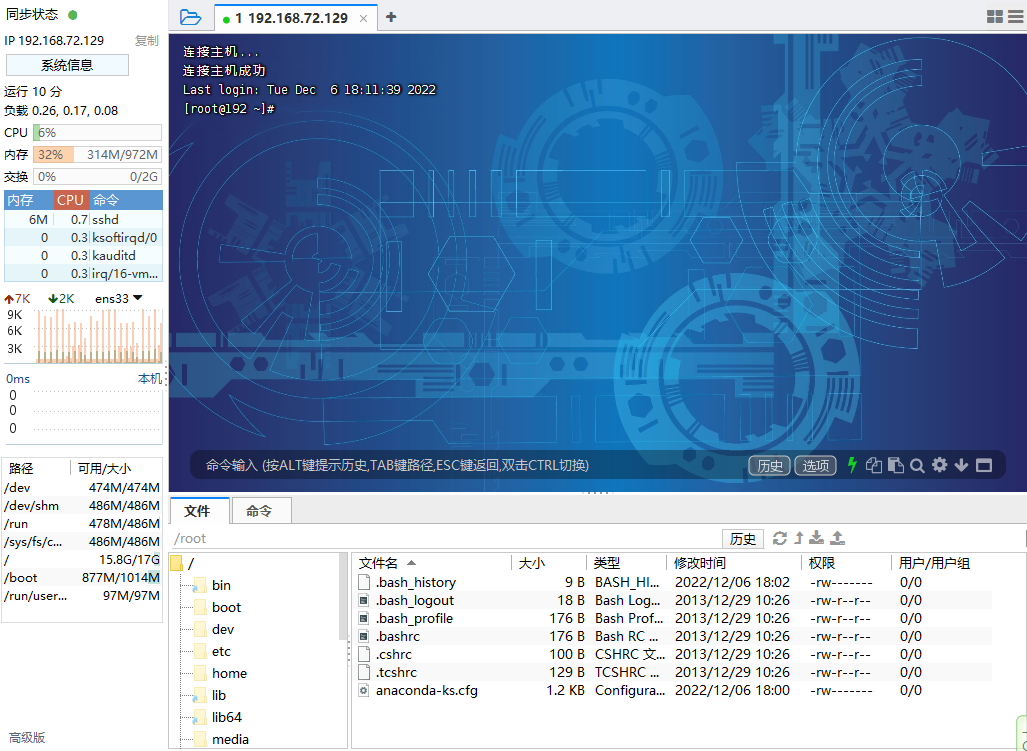 同步状态
IP 192.168.72.129 复制
系统信息
运行 10 分
负载 0.26, 0.17, 0.08
CPU 6%
内存 32% 314M/972M
交换 0% 0/2G
内存 CPU 命令
6M 0.7 sshd
0 0.3 ksoftirqd/0
0 0.3 kauditd
0 0.3 irq/16-vm...
7K 2K ens33
9K
6K
3K
0ms 本机
0
0
0
路径 可用/大小
/dev 474M/474M
/dev/shm 486M/486M
/run 478M/486M
/sys/fs/c... 486M/486M
/ 15.8G/17G
/boot 877M/1014M
/run/user... 97M/97M
高级版
1 192.168.72.129
连接主机...
连接主机成功
Last login: Tue Dec  6 18:11:39 2022
[root@192 ~]#
命令输入 (按ALT键提示历史,TAB键路径,ESC键返回,双击CTRL切换) 历史 选项
文件 命令
/root 历史
/
bin
boot
dev
etc
home
lib
lib64
media
文件名 大小 类型 修改时间 权限 用户/用户组
.bash_history 9 B BASH_HI... 2022/12/06 18:02 -rw------- 0/0
.bash_logout 18 B Bash Log... 2013/12/29 10:26 -rw-r--r-- 0/0
.bash_profile 176 B Bash Prof... 2013/12/29 10:26 -rw-r--r-- 0/0
.bashrc 176 B Bash RC ... 2013/12/29 10:26 -rw-r--r-- 0/0
.cshrc 100 B CSHRC 文... 2013/12/29 10:26 -rw-r--r-- 0/0
.tcshrc 129 B TCSHRC ... 2013/12/29 10:26 -rw-r--r-- 0/0
anaconda-ks.cfg 1.2 KB Configura... 2022/12/06 18:00 -rw------- 0/0